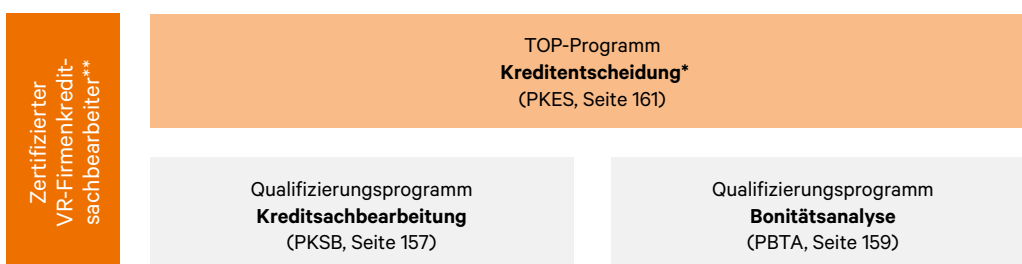 Zertifizierter
VR-Firmenkredit-
sachbearbeiter**
TOP-Programm
Kreditentscheidung*
(PKES, Seite 161)
Qualifizierungsprogramm
Kreditsachbearbeitung
(PKSB, Seite 157)
Qualifizierungsprogramm
Bonitätsanalyse
(PBTA, Seite 159)